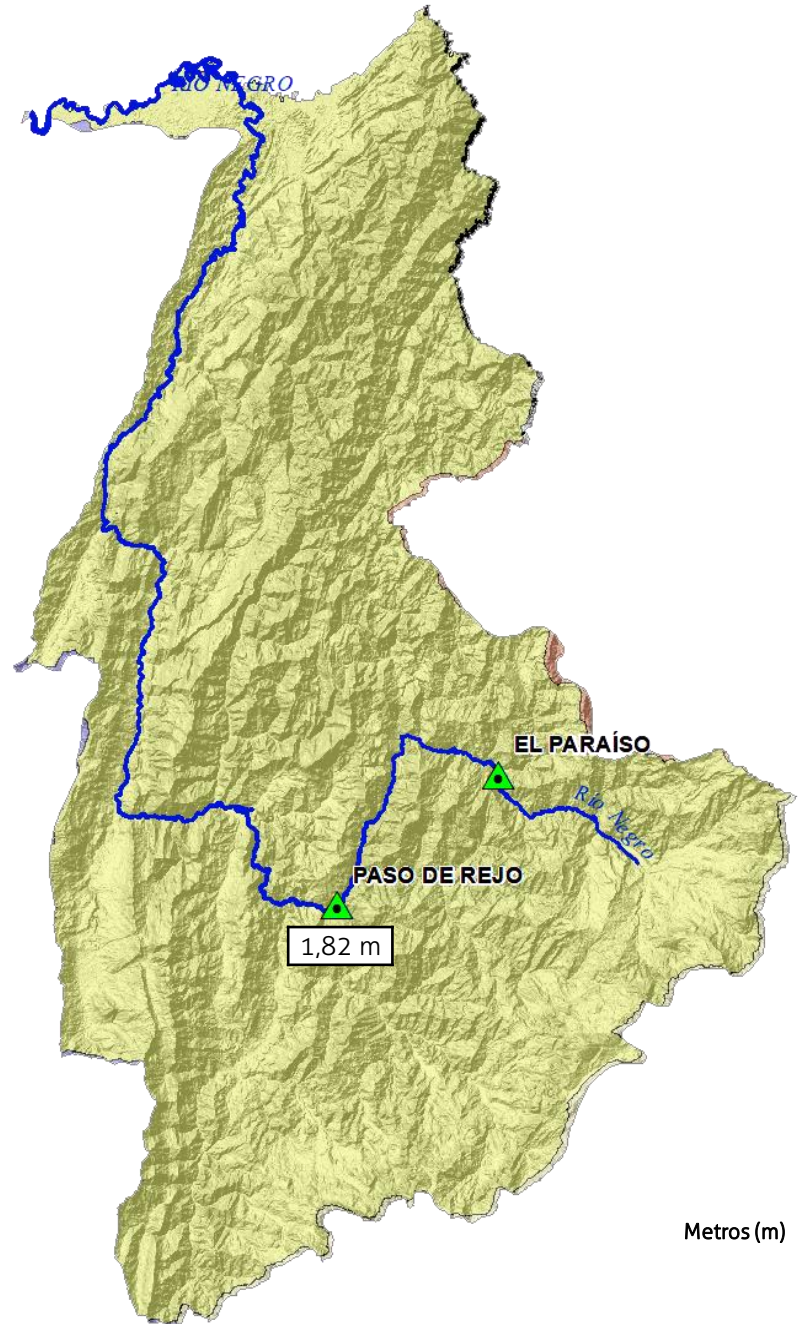 RÍO NEGRO
EL PARAÍSO
Río Negro
PASO DE REJO
1,82 m
Metros (m)